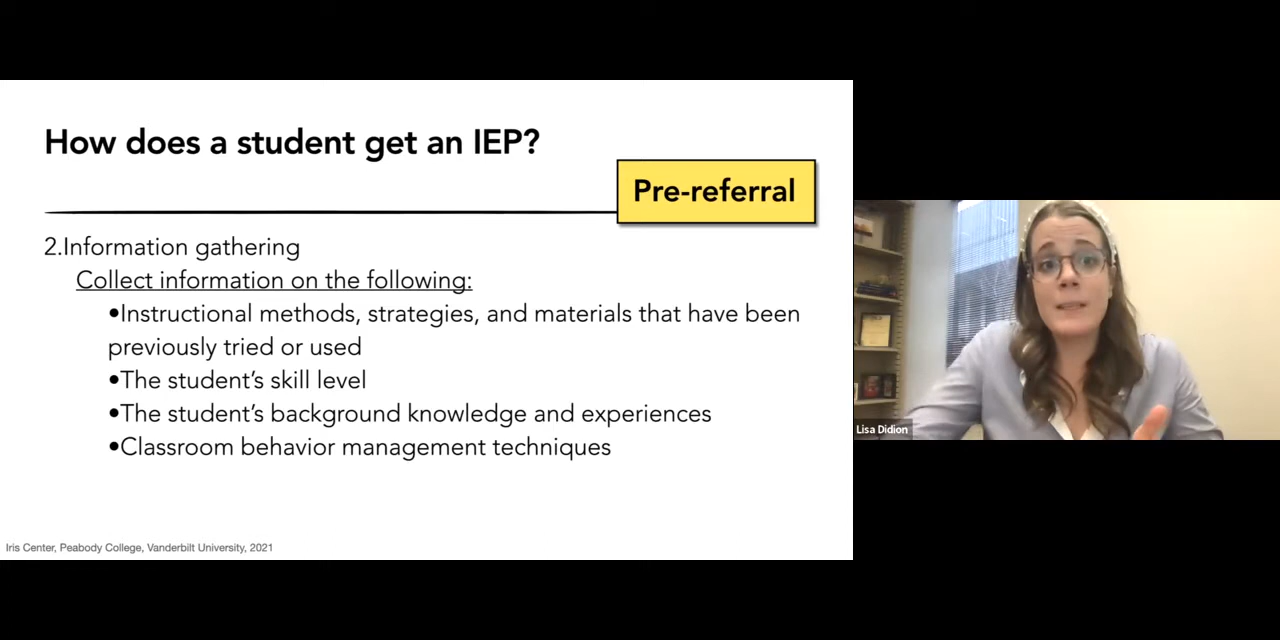 How does a student get an IEP?
Pre-referral
2.Information gathering
Collect information on the following:
•Instructional methods, strategies, and materials that have been
previously tried or used
•The student's skill level
•The student's background knowledge and experiences
•Classroom behavior management techniques
Iris Center, Peabody College, Vanderbilt University, 2021
Lisa Didion